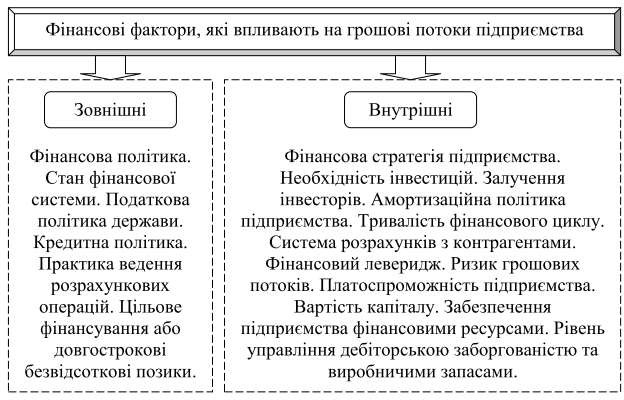 Фінансові фактори, які впливають на грошові потоки підприємства
Зовнішні
Фінансова політика.
Стан фінансової
системи. Податкова
політика держави.
Кредитна політика.
Практика ведення
розрахункових
операцій. Цільове
фінансування або
довгострокові
безвідсоткові позики.
Внутрішні
Фінансова стратегія підприємства.
Необхідність інвестицій. Залучення
інвесторів. Амортизаційна політика
підприємства. Тривалість фінансового циклу.
Система розрахунків з контрагентами.
Фінансовий леверидж. Ризик грошових
потоків. Платоспроможність підприємства.
Вартість капіталу. Забезпечення
підприємства фінансовими ресурсами. Рівень
управління дебіторською заборгованістю та
виробничими запасами.